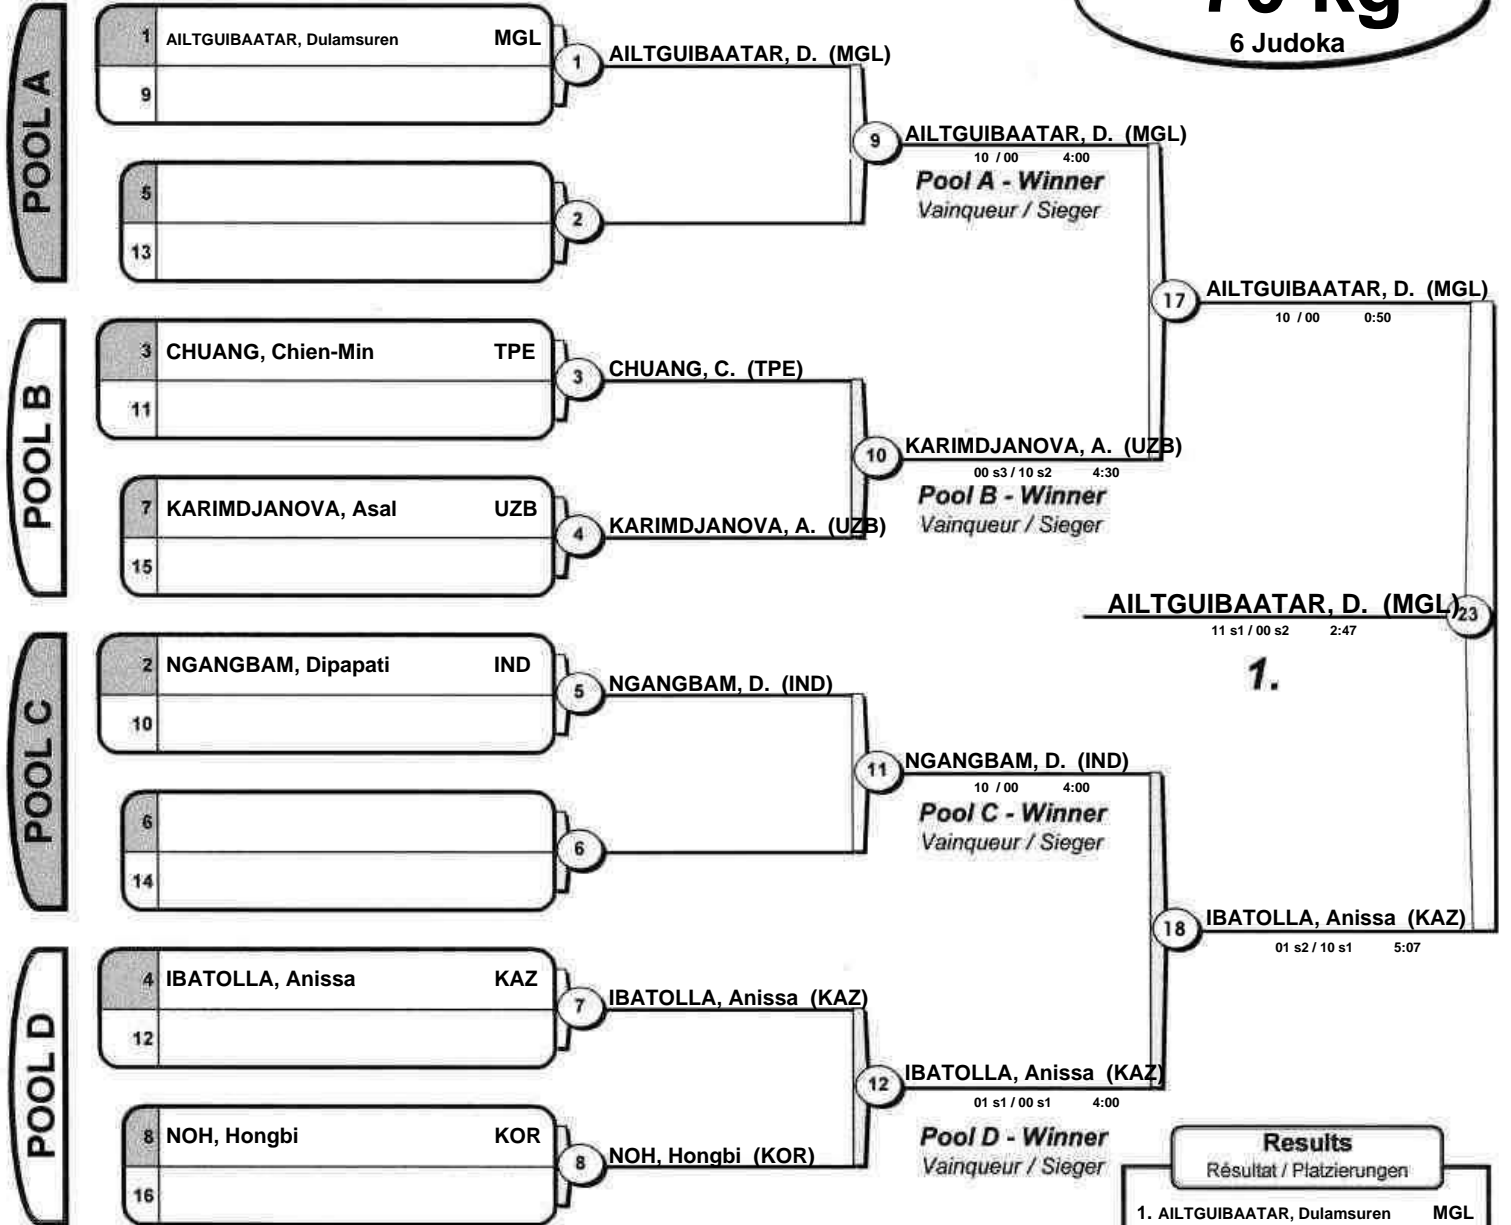 70 kg
6 Judoka
POOL A
1 AILTGUIBAATAR, Dulamsuren MGL
9
5
13
1 AILTGUIBAATAR, D. (MGL)
2
9 AILTGUIBAATAR, D. (MGL)
10 / 00 4:00
Pool A - Winner
Vainqueur / Sieger
POOL B
3 CHUANG, Chien-Min TPE
11
7 KARIMDJANOVA, Asal UZB
15
3 CHUANG, C. (TPE)
4 KARIMDJANOVA, A. (UZB)
10 KARIMDJANOVA, A. (UZB)
00 s3 / 10 s2 4:30
Pool B - Winner
Vainqueur / Sieger
17 AILTGUIBAATAR, D. (MGL)
10 / 00 0:50
AILTGUIBAATAR, D. (MGL) 23
11 s1 / 00 s2 2:47
1.
POOL C
2 NGANGBAM, Dipapati IND
10
6
14
5 NGANGBAM, D. (IND)
6
11 NGANGBAM, D. (IND)
10 / 00 4:00
Pool C - Winner
Vainqueur / Sieger
18 IBATOLLA, Anissa (KAZ)
01 s2 / 10 s1 5:07
POOL D
4 IBATOLLA, Anissa KAZ
12
8 NOH, Hongbi KOR
16
7 IBATOLLA, Anissa (KAZ)
8 NOH, Hongbi (KOR)
12 IBATOLLA, Anissa (KAZ)
01 s1 / 00 s1 4:00
Pool D - Winner
Vainqueur / Sieger
Results
Résultat / Platzierungen
1. AILTGUIBAATAR, Dulamsuren MGL